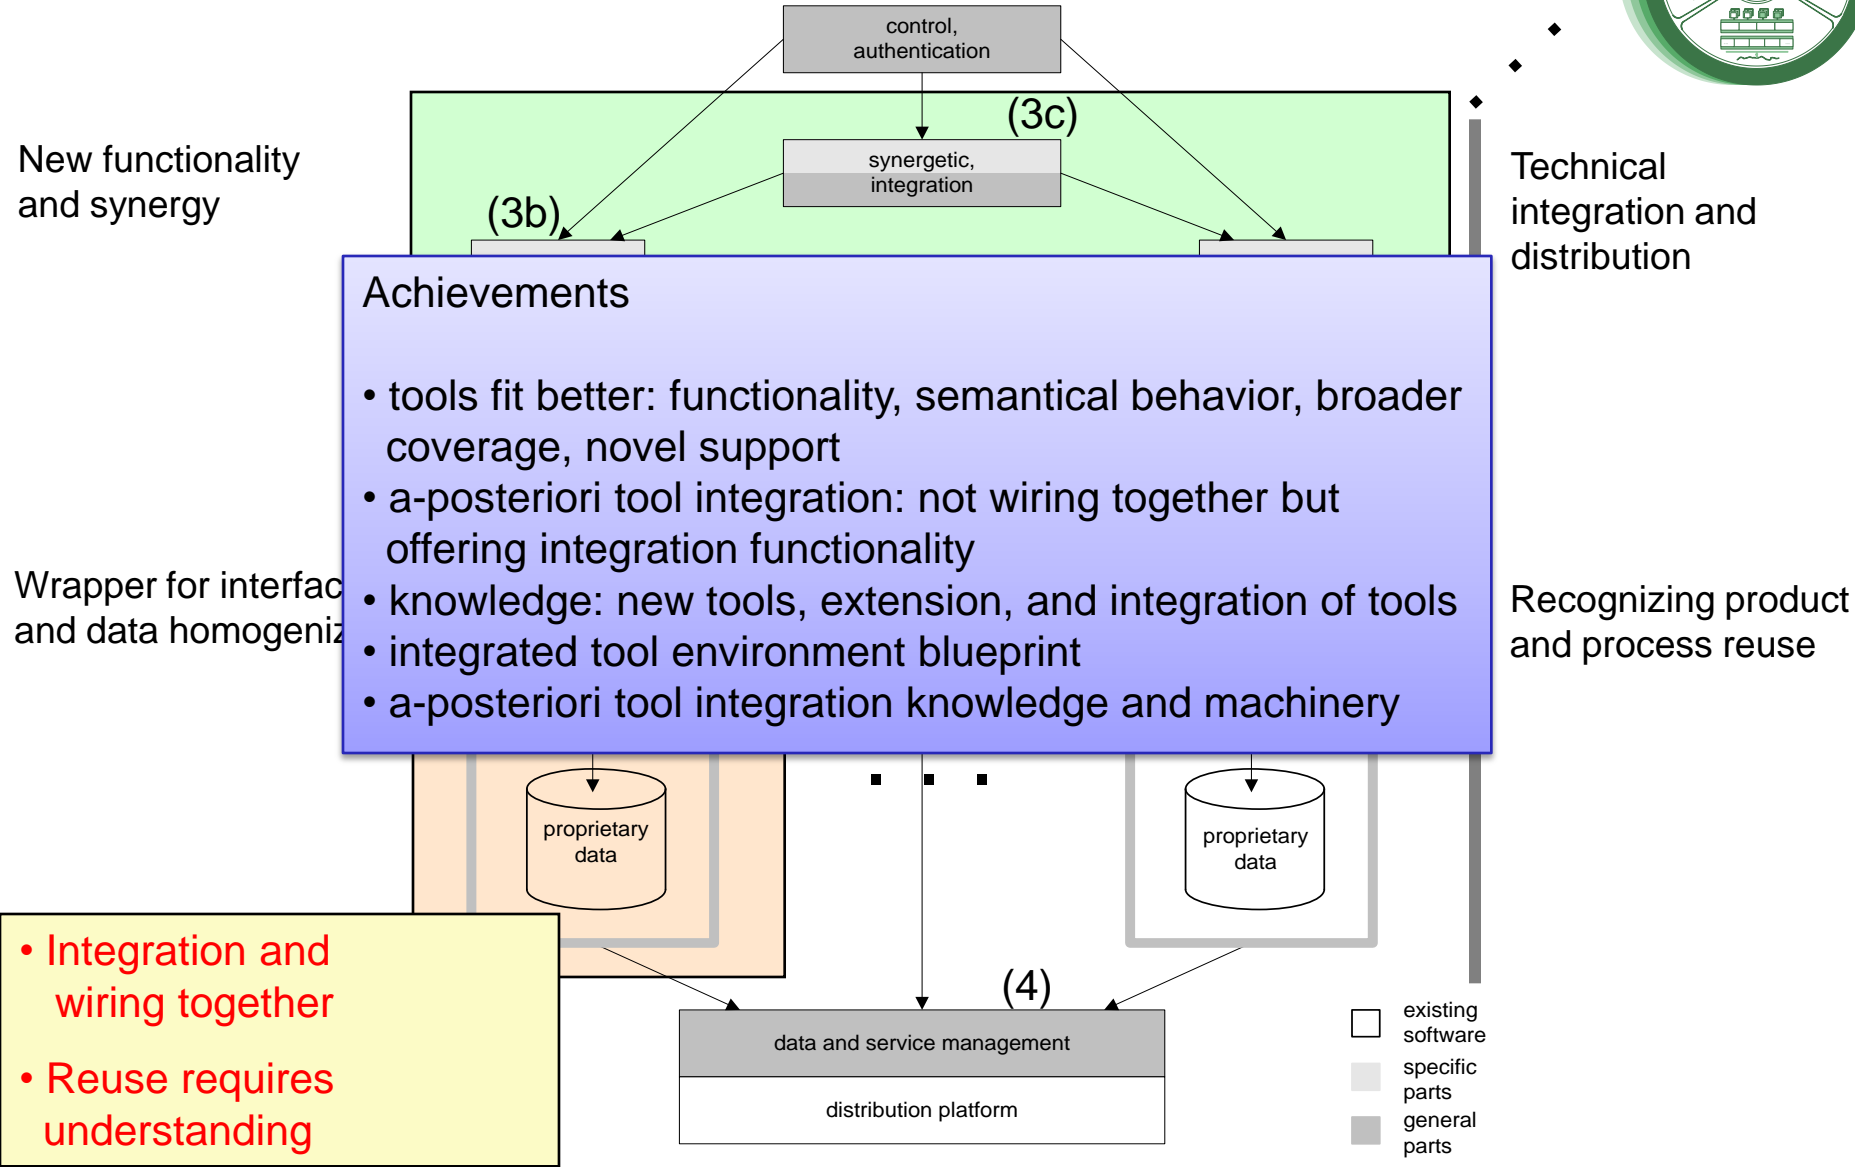 control,
authentication
(3c)
New functionality
and synergy
synergetic,
integration
Technical
integration and
distribution
(3b)
Achievements
• tools fit better: functionality, semantical behavior, broader
coverage, novel support
• a-posteriori tool integration: not wiring together but
offering integration functionality
• knowledge: new tools, extension, and integration of tools
• integrated tool environment blueprint
• a-posteriori tool integration knowledge and machinery
Wrapper for interfac
and data homogeniz
Recognizing product
and process reuse
. . .
proprietary
data
proprietary
data
• Integration and
wiring together
• Reuse requires
understanding
(4)
data and service management
distribution platform
existing
software
specific
parts
general
parts